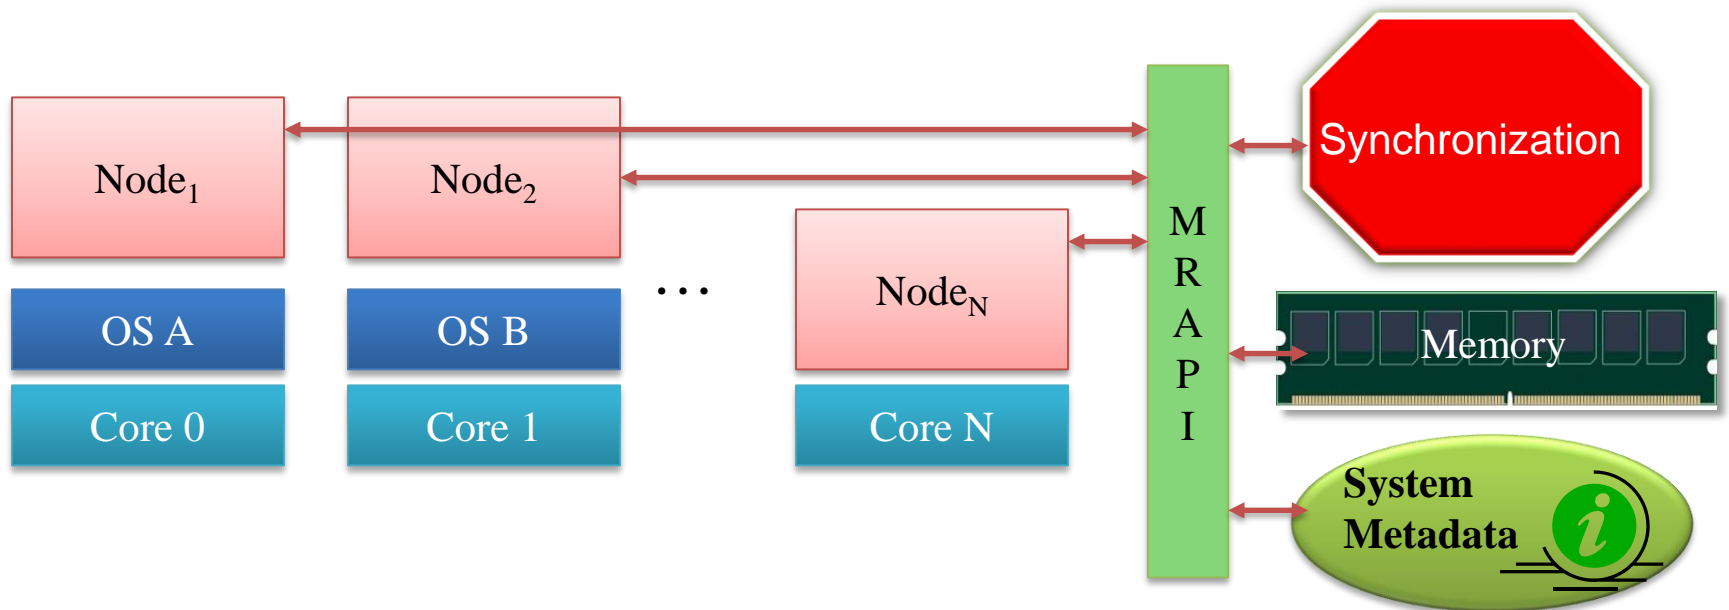 Node1
OS A
Core 0
Node2
OS B
Core 1
...
NodeN
Core N
M
R
A
P
I
Synchronization
Memory
System
Metadata
i